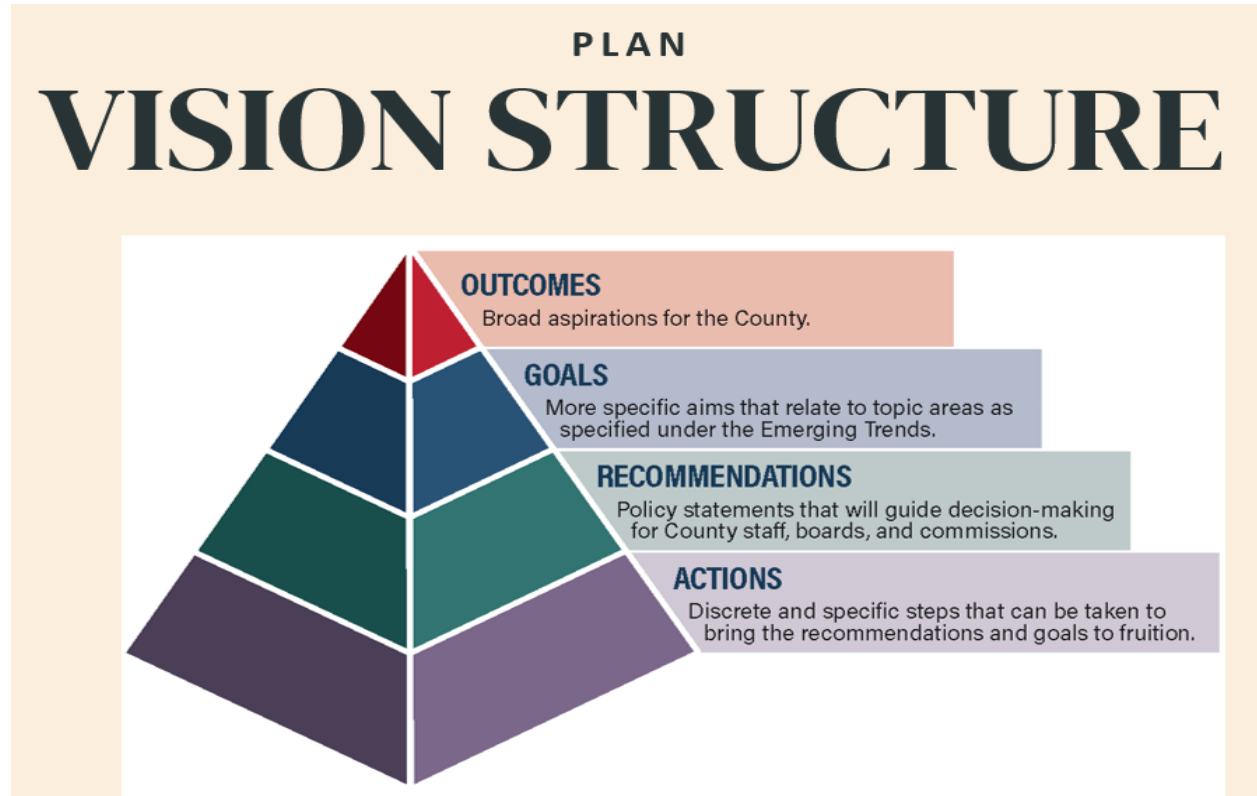 PLAN
VISION STRUCTURE
OUTCOMES
Broad aspirations for the County.
GOALS
More specific aims that relate to topic areas as
specified under the Emerging Trends.
RECOMMENDATIONS
Policy statements that will guide decision-making
for County staff, boards, and commissions.
ACTIONS
Discrete and specific steps that can be taken to
bring the recommendations and goals to fruition.